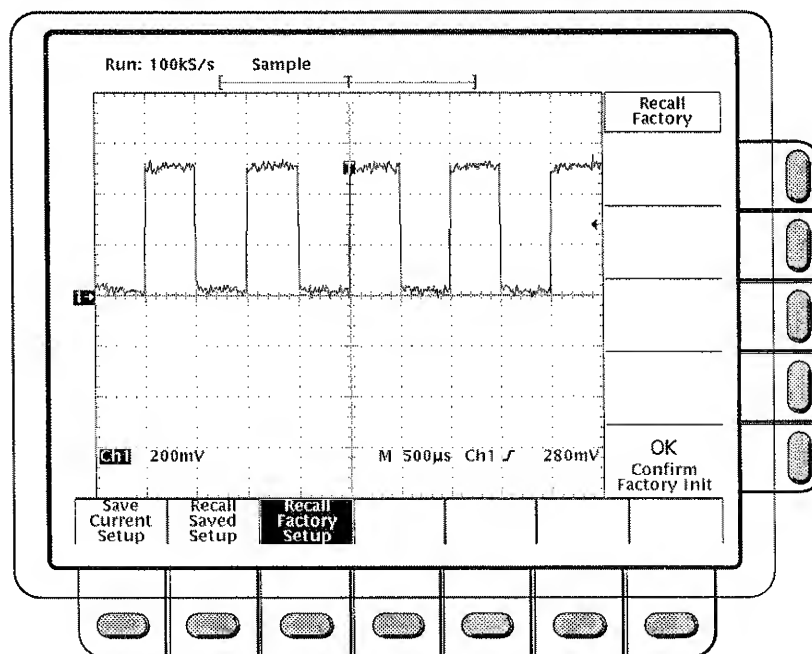 Run: 100kS/s Sample
T
Recall
Factory
T
1
Ch1 200mV M 500µs Ch1 280mV
OK
Confirm
Factory Init
Save
Current
Setup
Recall
Saved
Setup
Recall
Factory
Setup